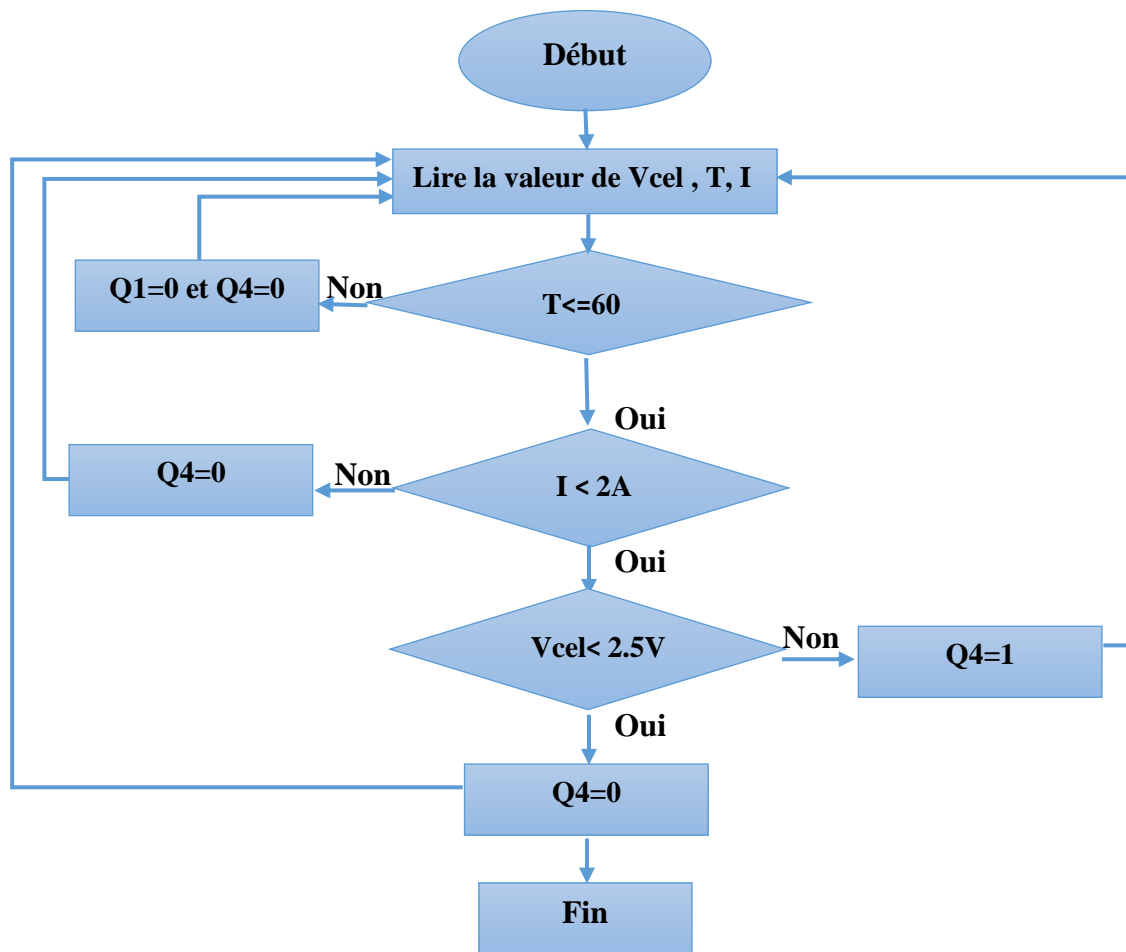 Début
Lire la valeur de Vcel , T, I
Q1=0 et Q4=0
Non
T<=60
Oui
Q4=0
Non
I < 2A
Oui
Vcel< 2.5V
Non
Q4=1
Oui
Q4=0
Fin